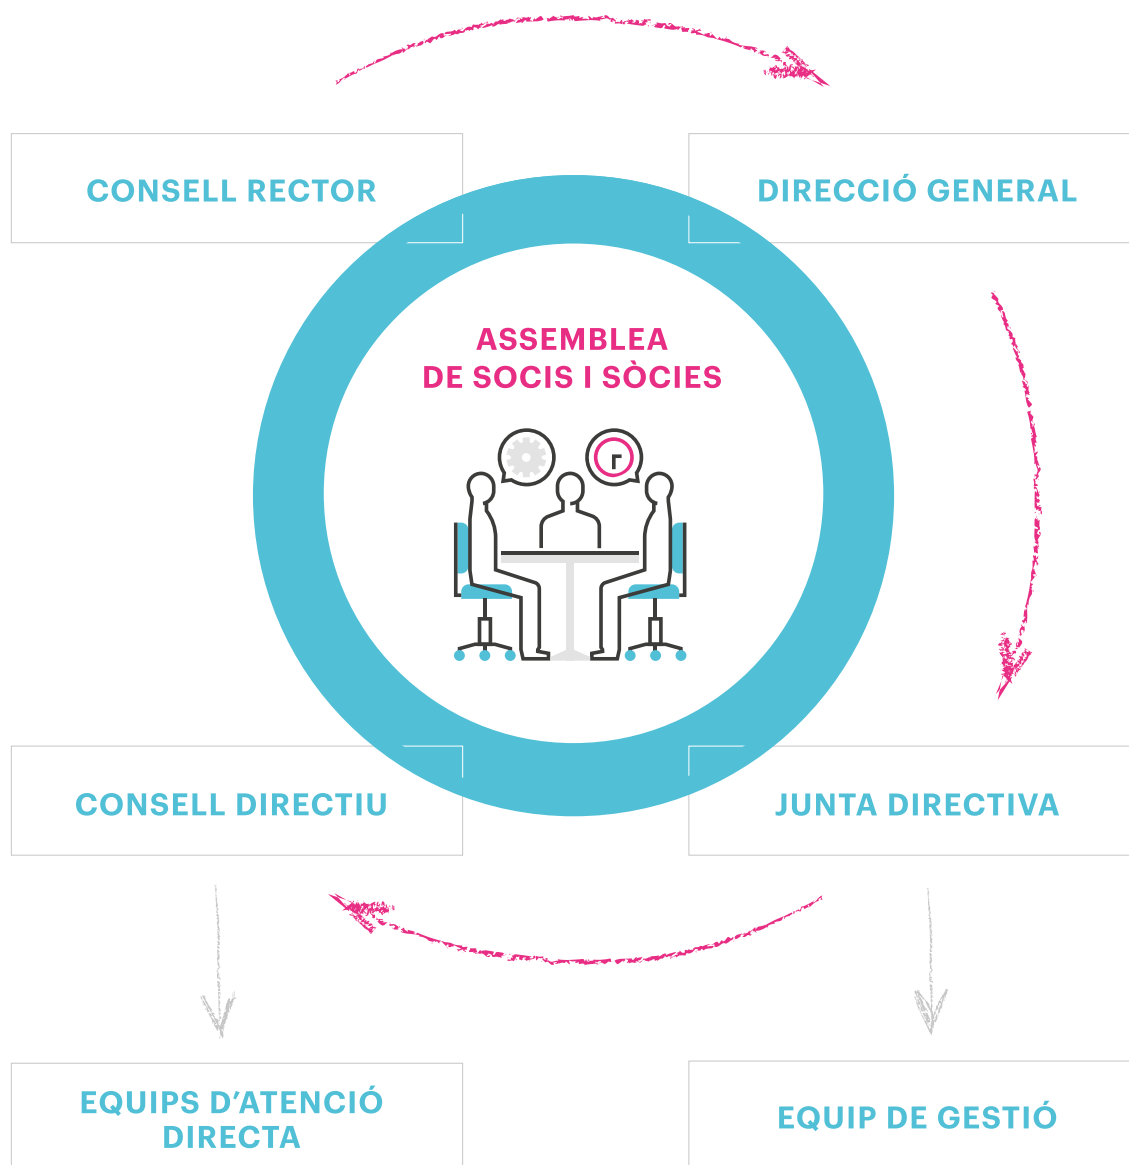 CONSELL RECTOR
DIRECCIÓ GENERAL
ASSEMBLEA
DE SOCIS I SÒCIES
CONSELL DIRECTIU
JUNTA DIRECTIVA
EQUIPS D’ATENCIÓ
DIRECTA
EQUIP DE GESTIÓ